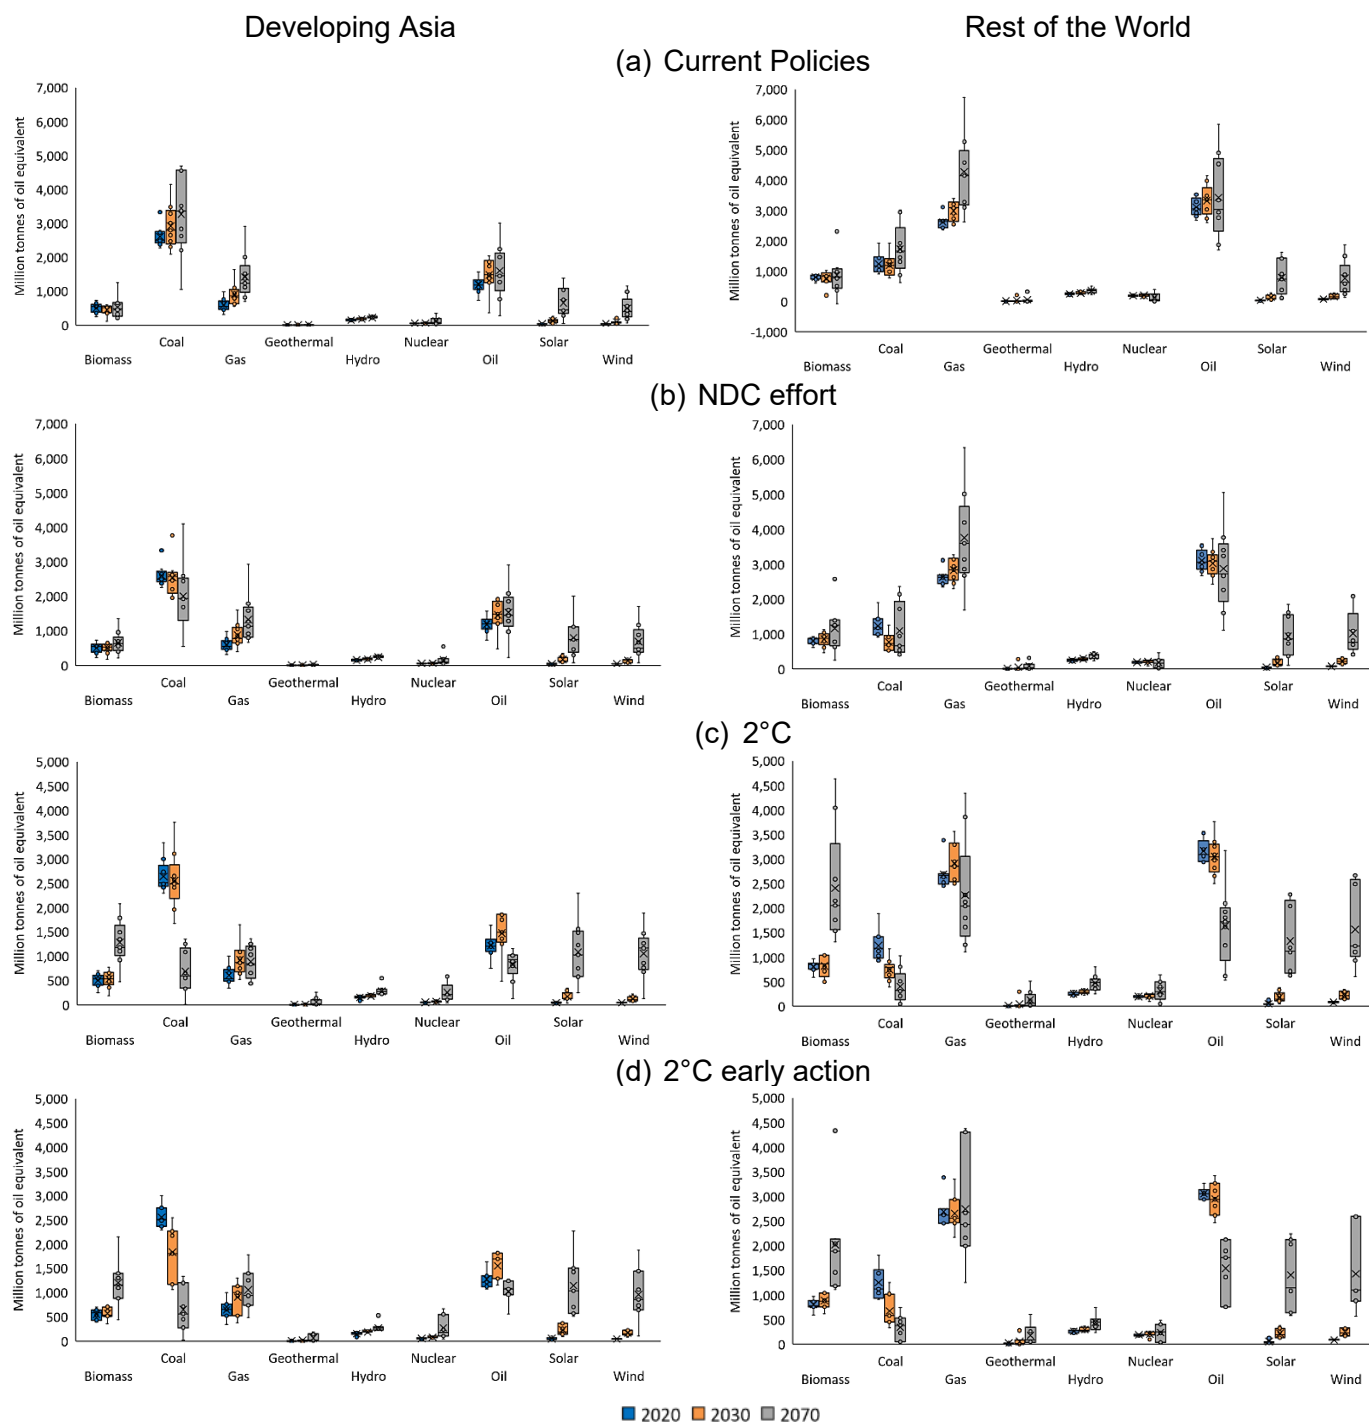 Developing Asia
Rest of the World
(a) Current Policies
Million tonnes of oil equivalent
7,000
6,000
5,000
4,000
3,000
2,000
1,000
0
Coal Geothermal Nuclear Solar
Biomass Gas Hydro Oil Wind
Million tonnes of oil equivalent
7,000
6,000
5,000
4,000
3,000
2,000
1,000
0
-1,000
Coal Geothermal Nuclear Solar
Biomass Gas Hydro Oil Wind
(b) NDC effort
Million tonnes of oil equivalent
7,000
6,000
5,000
4,000
3,000
2,000
1,000
0
Coal Geothermal Nuclear Solar
Biomass Gas Hydro Oil Wind
Million tonnes of oil equivalent
7,000
6,000
5,000
4,000
3,000
2,000
1,000
0
Coal Geothermal Nuclear Solar
Biomass Gas Hydro Oil Wind
(c) 2°C
Million tonnes of oil equivalent
5,000
4,500
4,000
3,500
3,000
2,500
2,000
1,500
1,000
500
0
Coal Geothermal Nuclear Solar
Biomass Gas Hydro Oil Wind
Million tonnes of oil equivalent
5,000
4,500
4,000
3,500
3,000
2,500
2,000
1,500
1,000
500
0
Coal Geothermal Nuclear Solar
Biomass Gas Hydro Oil Wind
(d) 2°C early action
Million tonnes of oil equivalent
5,000
4,500
4,000
3,500
3,000
2,500
2,000
1,500
1,000
500
0
Coal Geothermal Nuclear Solar
Biomass Gas Hydro Oil Wind
Million tonnes of oil equivalent
5,000
4,500
4,000
3,500
3,000
2,500
2,000
1,500
1,000
500
0
Coal Geothermal Nuclear Solar
Biomass Gas Hydro Oil Wind
2020 2030 2070